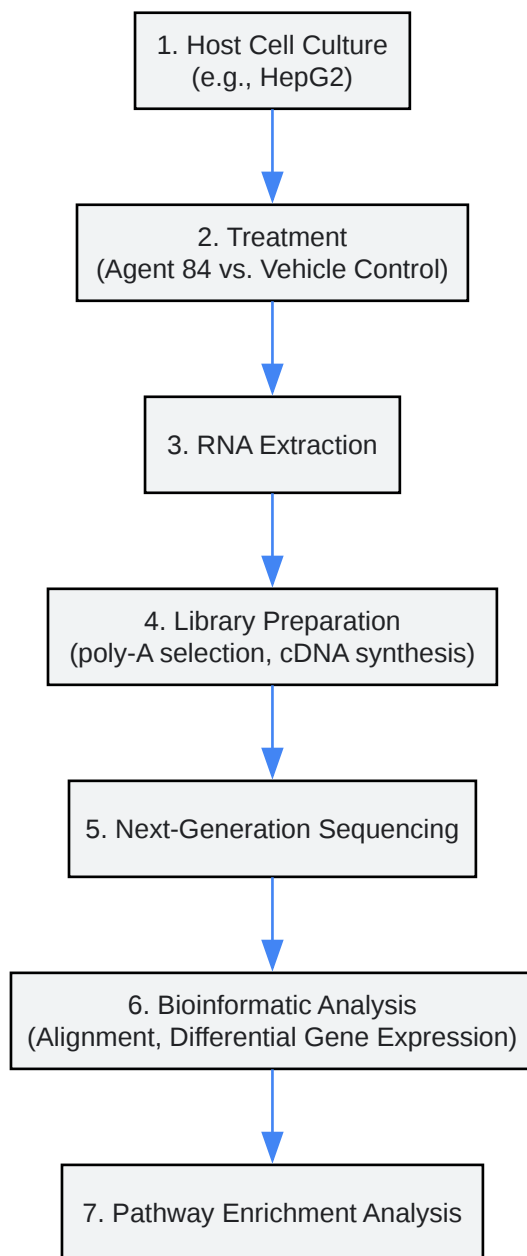 1. Host Cell Culture
(e.g., HepG2)
2. Treatment
(Agent 84 vs. Vehicle Control)
3. RNA Extraction
4. Library Preparation
(poly-A selection, cDNA synthesis)
5. Next-Generation Sequencing
6. Bioinformatic Analysis
(Alignment, Differential Gene Expression)
7. Pathway Enrichment Analysis